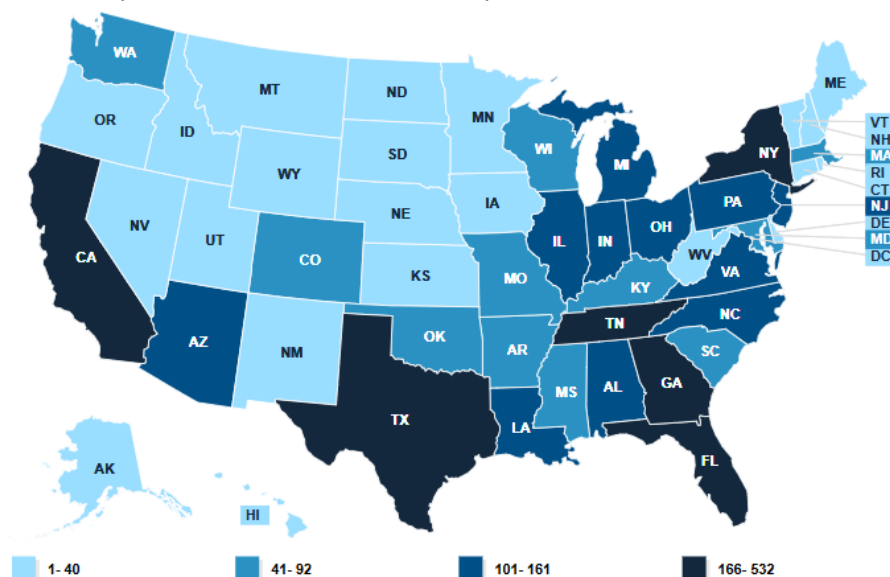 WA
MT
ND
MN
ME
OR
ID
SD
WI
MI
NY
VT
NH
MA
RI
CT
NJ
DE
MD
DC
WY
IA
NE
PA
NV
UT
IL
IN
OH
CA
CO
KS
MO
WV
VA
KY
NC
TN
AZ
NM
OK
AR
SC
MS
AL
GA
TX
LA
FL
AK
HI
1- 40
41- 92
101- 161
166- 532